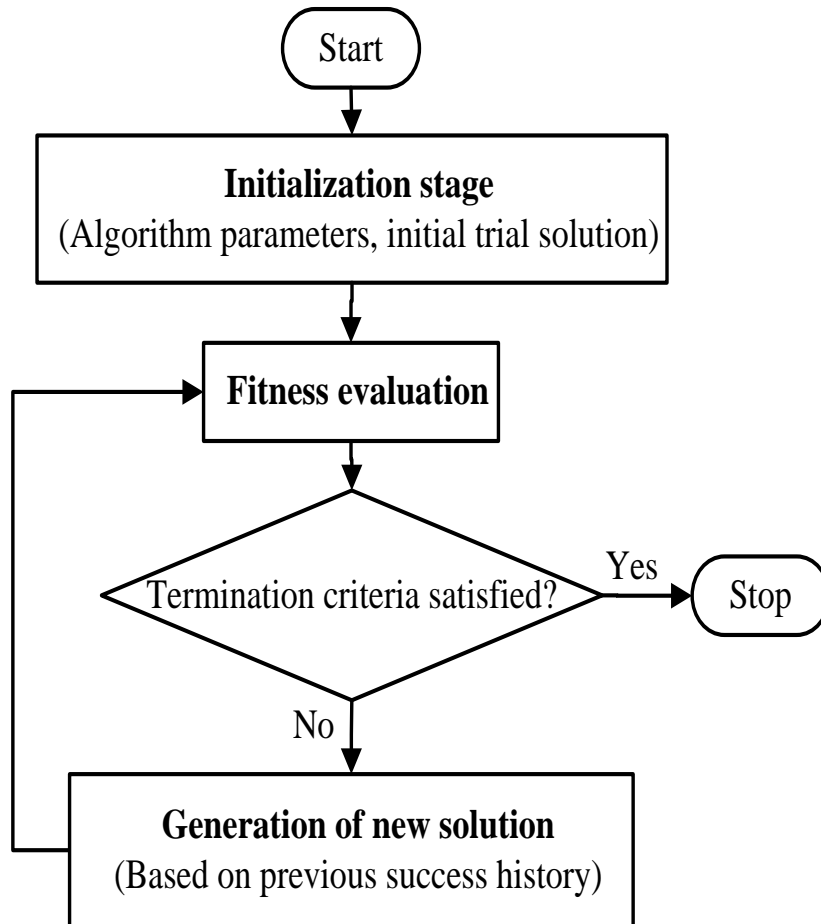 Start
Initialization stage
(Algorithm parameters, initial trial solution)
Fitness evaluation
Termination criteria satisfied?
Yes
Stop
No
Generation of new solution
(Based on previous success history)